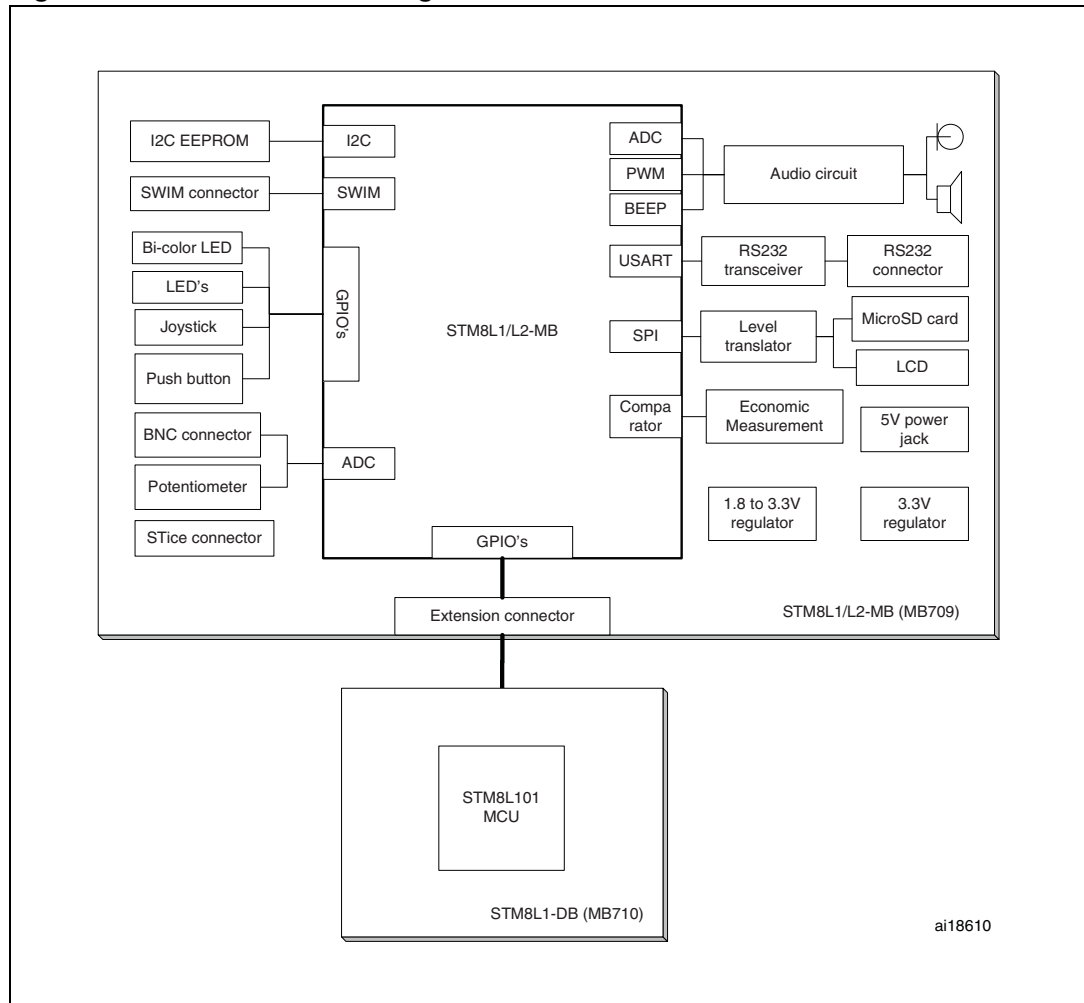 I2C EEPROM
I2C
SWIM connector
SWIM
Bi-color LED
LED's
Joystick
Push button
GPIO's
BNC connector
Potentiometer
ADC
STice connector
STM8L1/L2-MB
ADC
PWM
BEEP
Audio circuit
USART
RS232
transceiver
RS232
connector
SPI
Level
translator
MicroSD card
LCD
Compa
rator
Economic
Measurement
5V power
jack
1.8 to 3.3V
regulator
3.3V
regulator
GPIO's
Extension connector
STM8L1/L2-MB (MB709)
STM8L101
MCU
STM8L1-DB (MB710)
ai18610